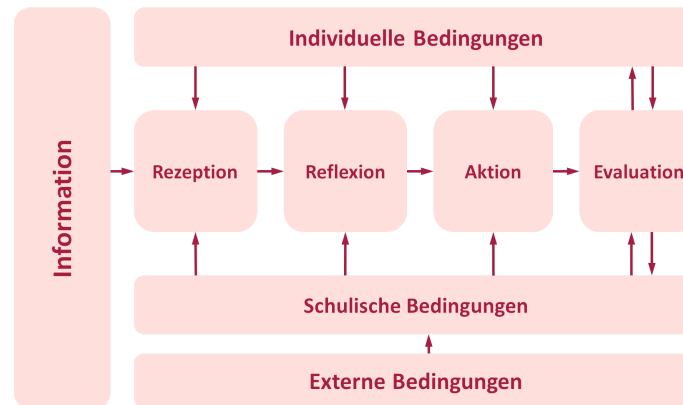 Individuelle Bedingungen
Information
Rezeption
Reflexion
Aktion
Evaluation
Schulische Bedingungen
Externe Bedingungen